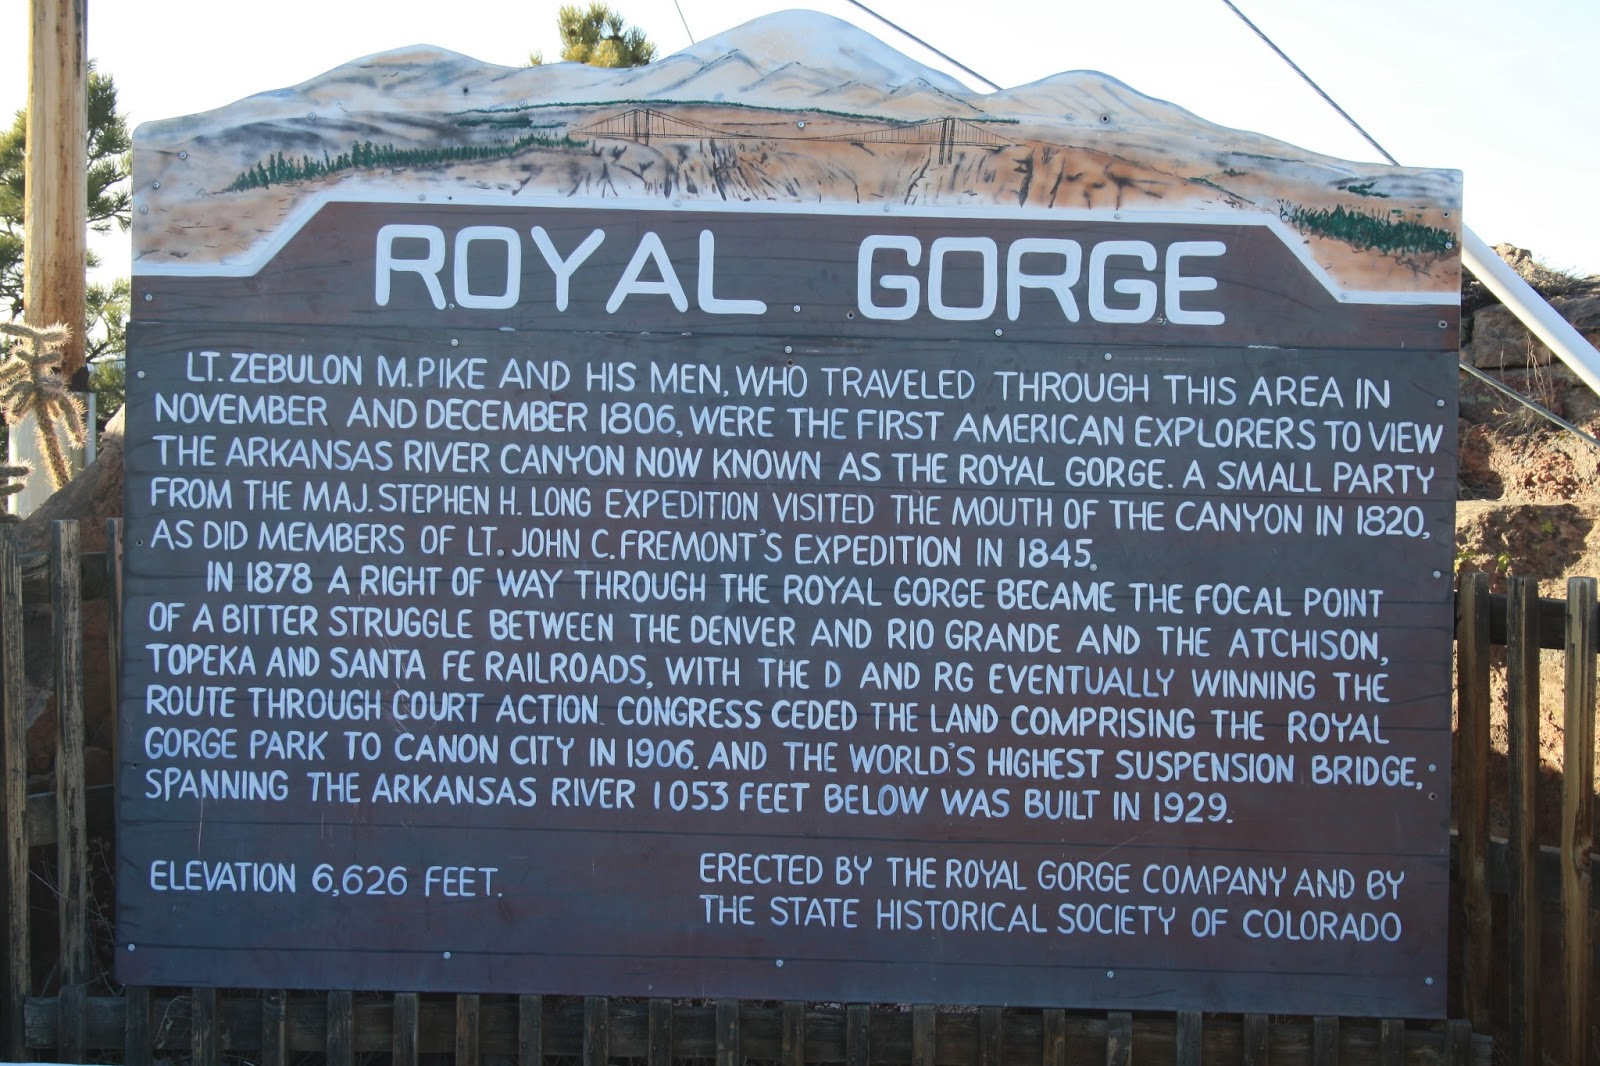 ROYAL GORGE
LT. ZEBULON M. PIKE AND HIS MEN, WHO TRAVELED THROUGH THIS AREA IN
NOVEMBER AND DECEMBER 1806, WERE THE FIRST AMERICAN EXPLORERS TO VIEW
THE ARKANSAS RIVER CANYON NOW KNOWN AS THE ROYAL GORGE. A SMALL PARTY
FROM THE MAJ. STEPHEN H. LONG EXPEDITION VISITED THE MOUTH OF THE CANYON IN 1820,
AS DID MEMBERS OF LT. JOHN C. FREMONT'S EXPEDITION IN 1845.
IN 1878 A RIGHT OF WAY THROUGH THE ROYAL GORGE BECAME THE FOCAL POINT
OF A BITTER STRUGGLE BETWEEN THE DENVER AND RIO GRANDE AND THE ATCHISON,
TOPEKA AND SANTA FE RAILROADS, WITH THE D AND RG EVENTUALLY WINNING THE
ROUTE THROUGH COURT ACTION. CONGRESS CEDED THE LAND COMPRISING THE ROYAL
GORGE PARK TO CANON CITY IN 1906. AND THE WORLD'S HIGHEST SUSPENSION BRIDGE,
SPANNING THE ARKANSAS RIVER 1053 FEET BELOW WAS BUILT IN 1929.
ELEVATION 6,626 FEET.
ERECTED BY THE ROYAL GORGE COMPANY AND BY
THE STATE HISTORICAL SOCIETY OF COLORADO